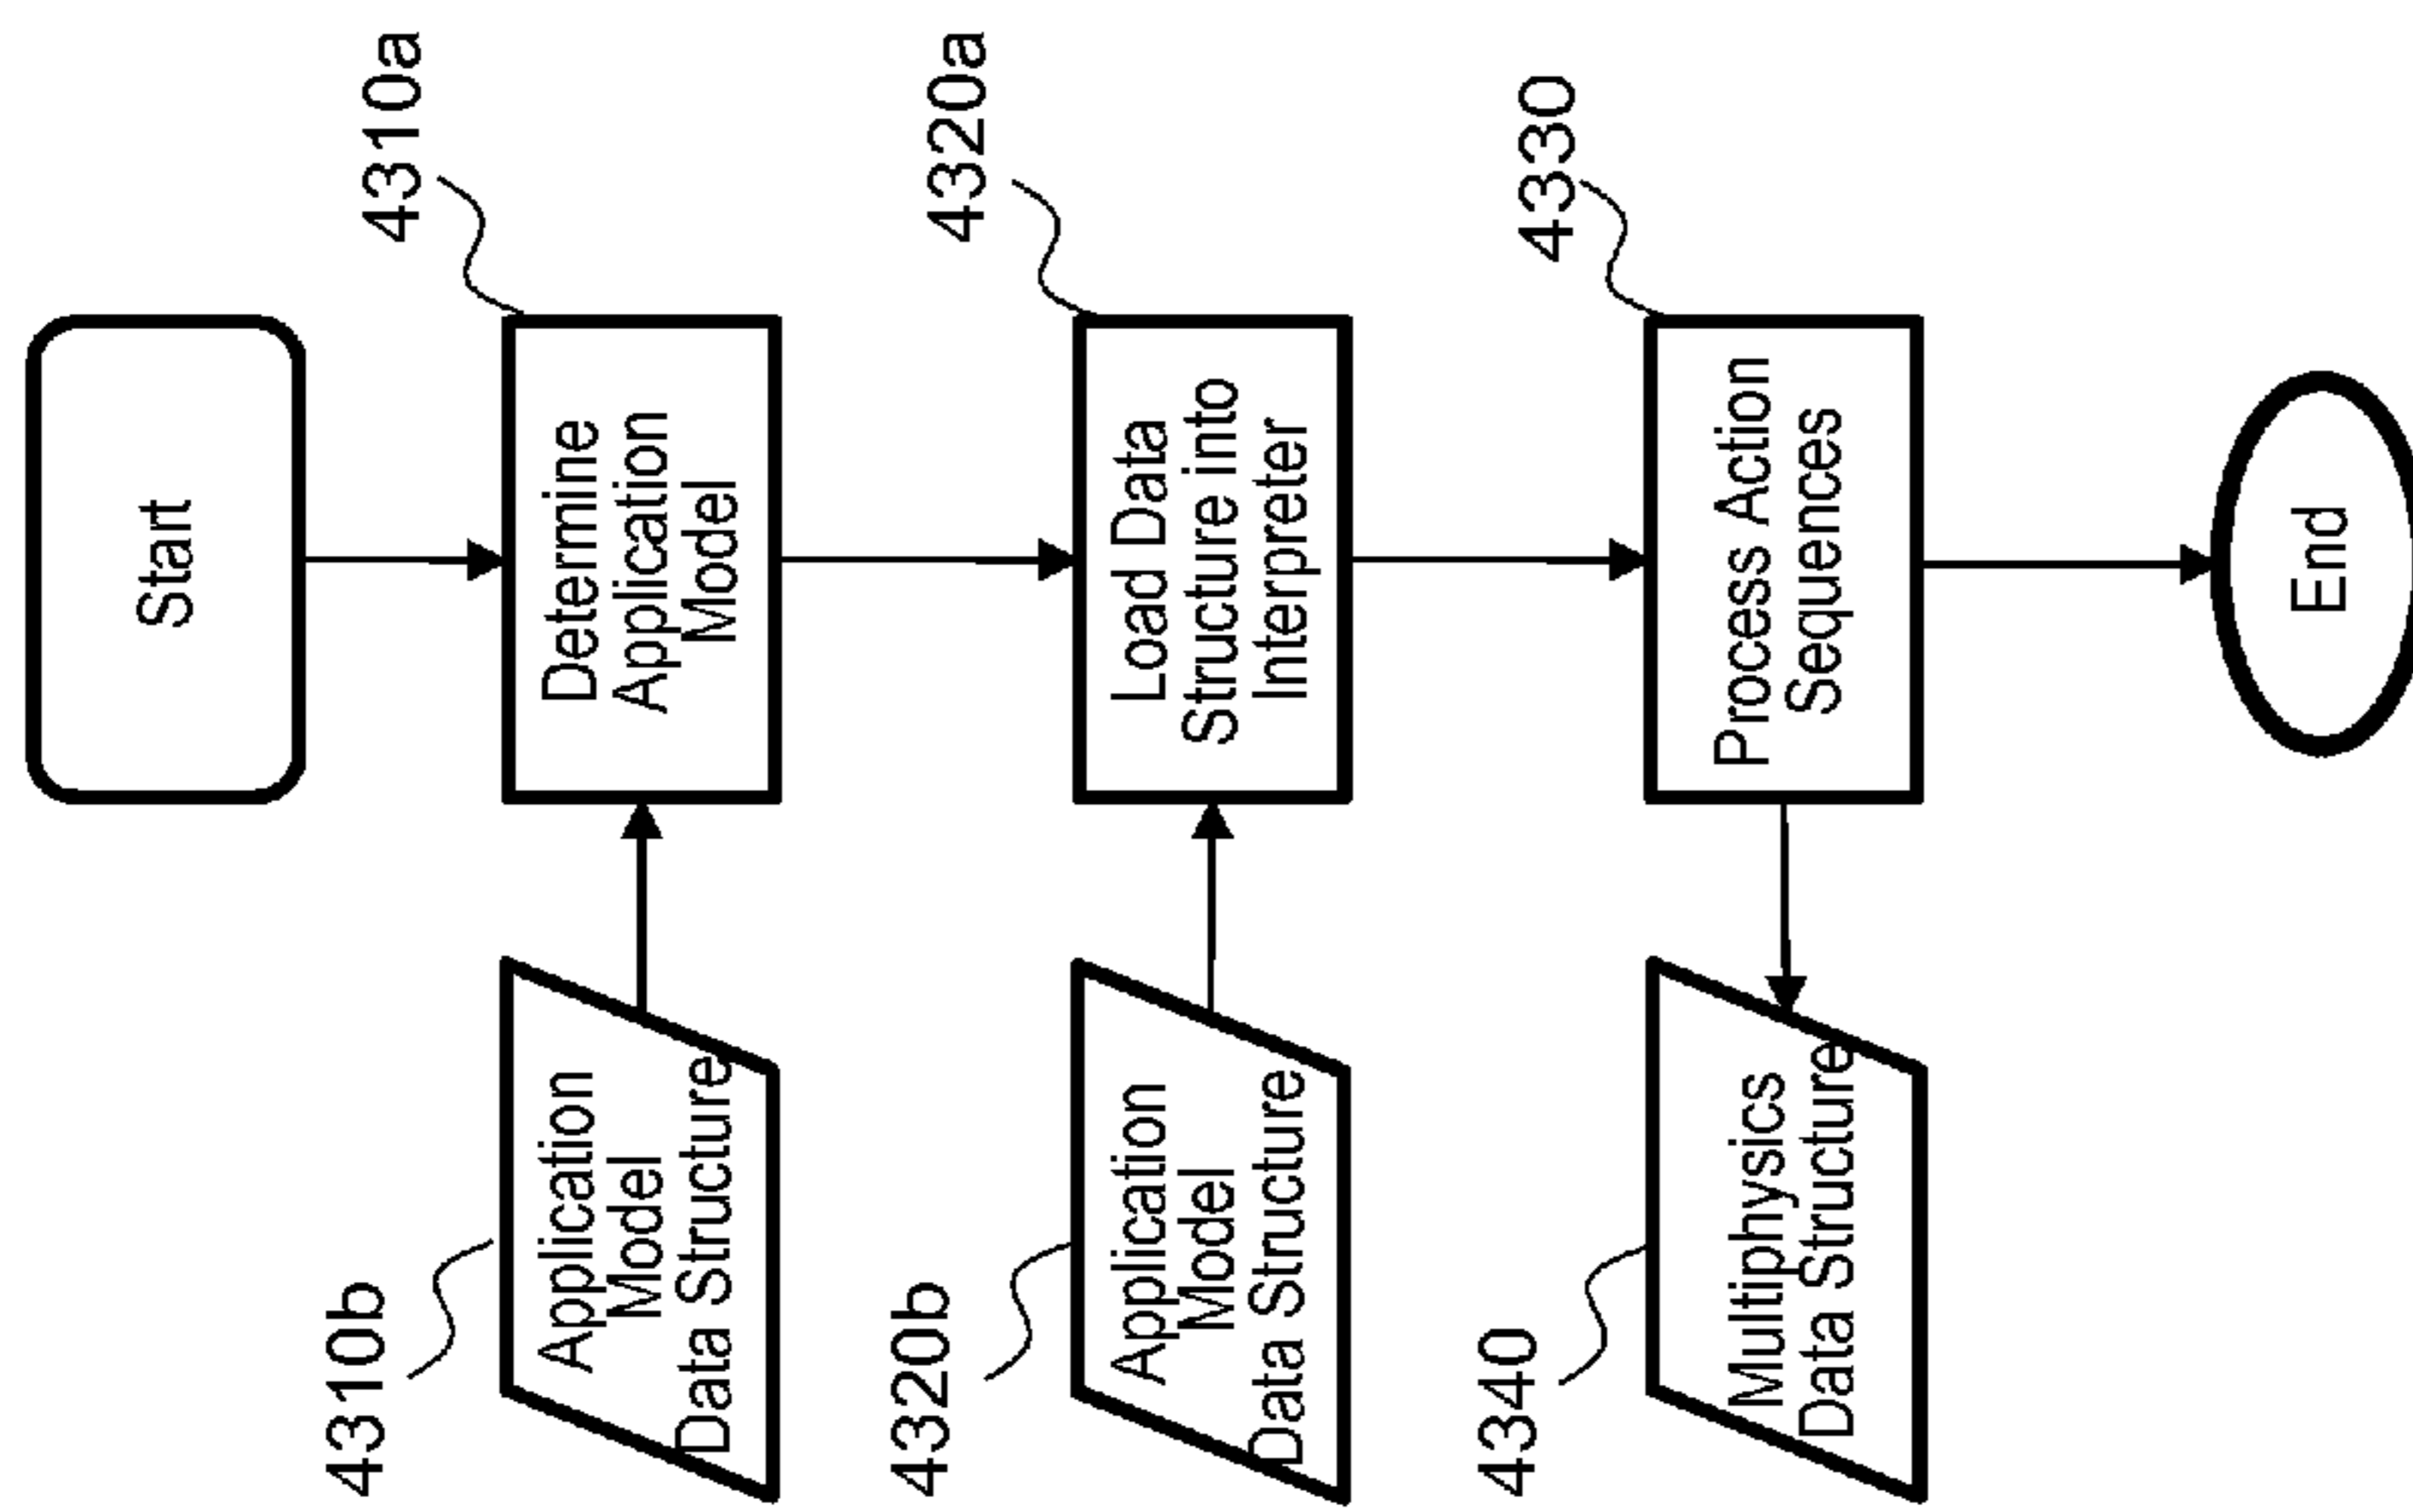 Start
4310a
Determine
Application
Model
4310b
Application
Model
Data Structure
4320a
Load Data
Structure into
Interpreter
4320b
Application
Model
Data Structure
4330
Process Action
Sequences
4340
Multiphysics
Data Structure
End